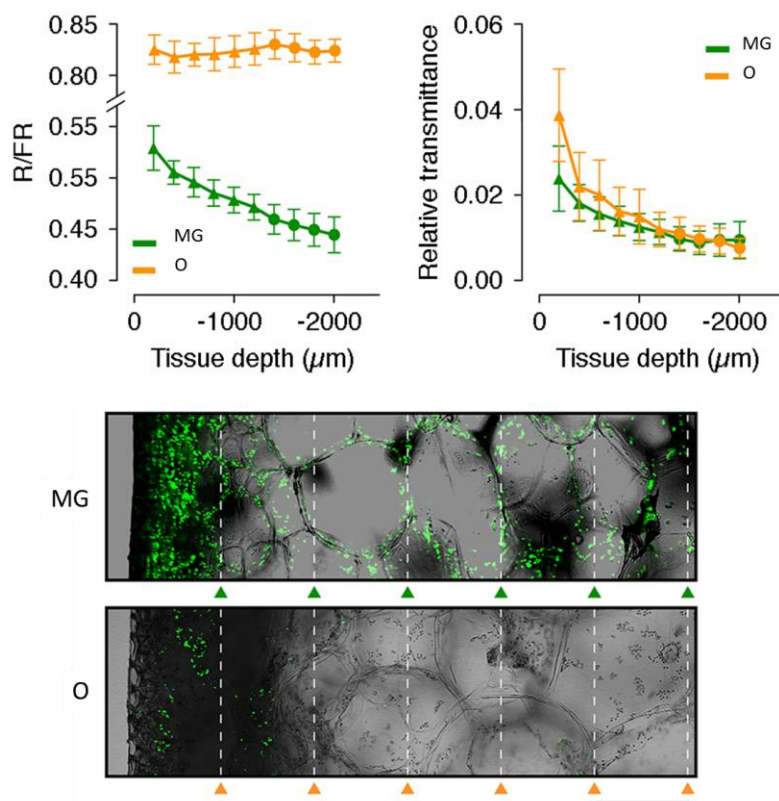 0.85
0.80
0.55
0.55
0.45
0.40
R/FR
MG
O
0
-1000
-2000
Tissue depth (µm)
0.06
0.04
0.02
0.00
Relative transmittance
MG
O
0
-1000
-2000
Tissue depth (µm)
MG
O